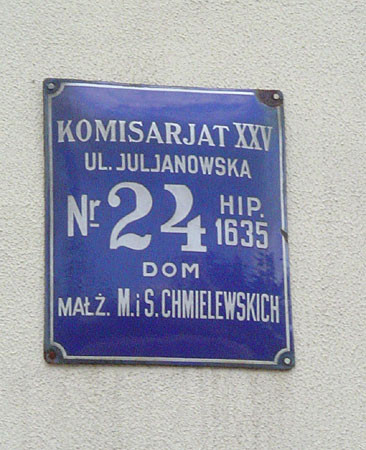 KOMISARJAT XXV
UL. JULJANOWSKA
Nr 24 HIP. 1635
DOM
MAŁŻ. M. i S. CHMIELEWSKICH